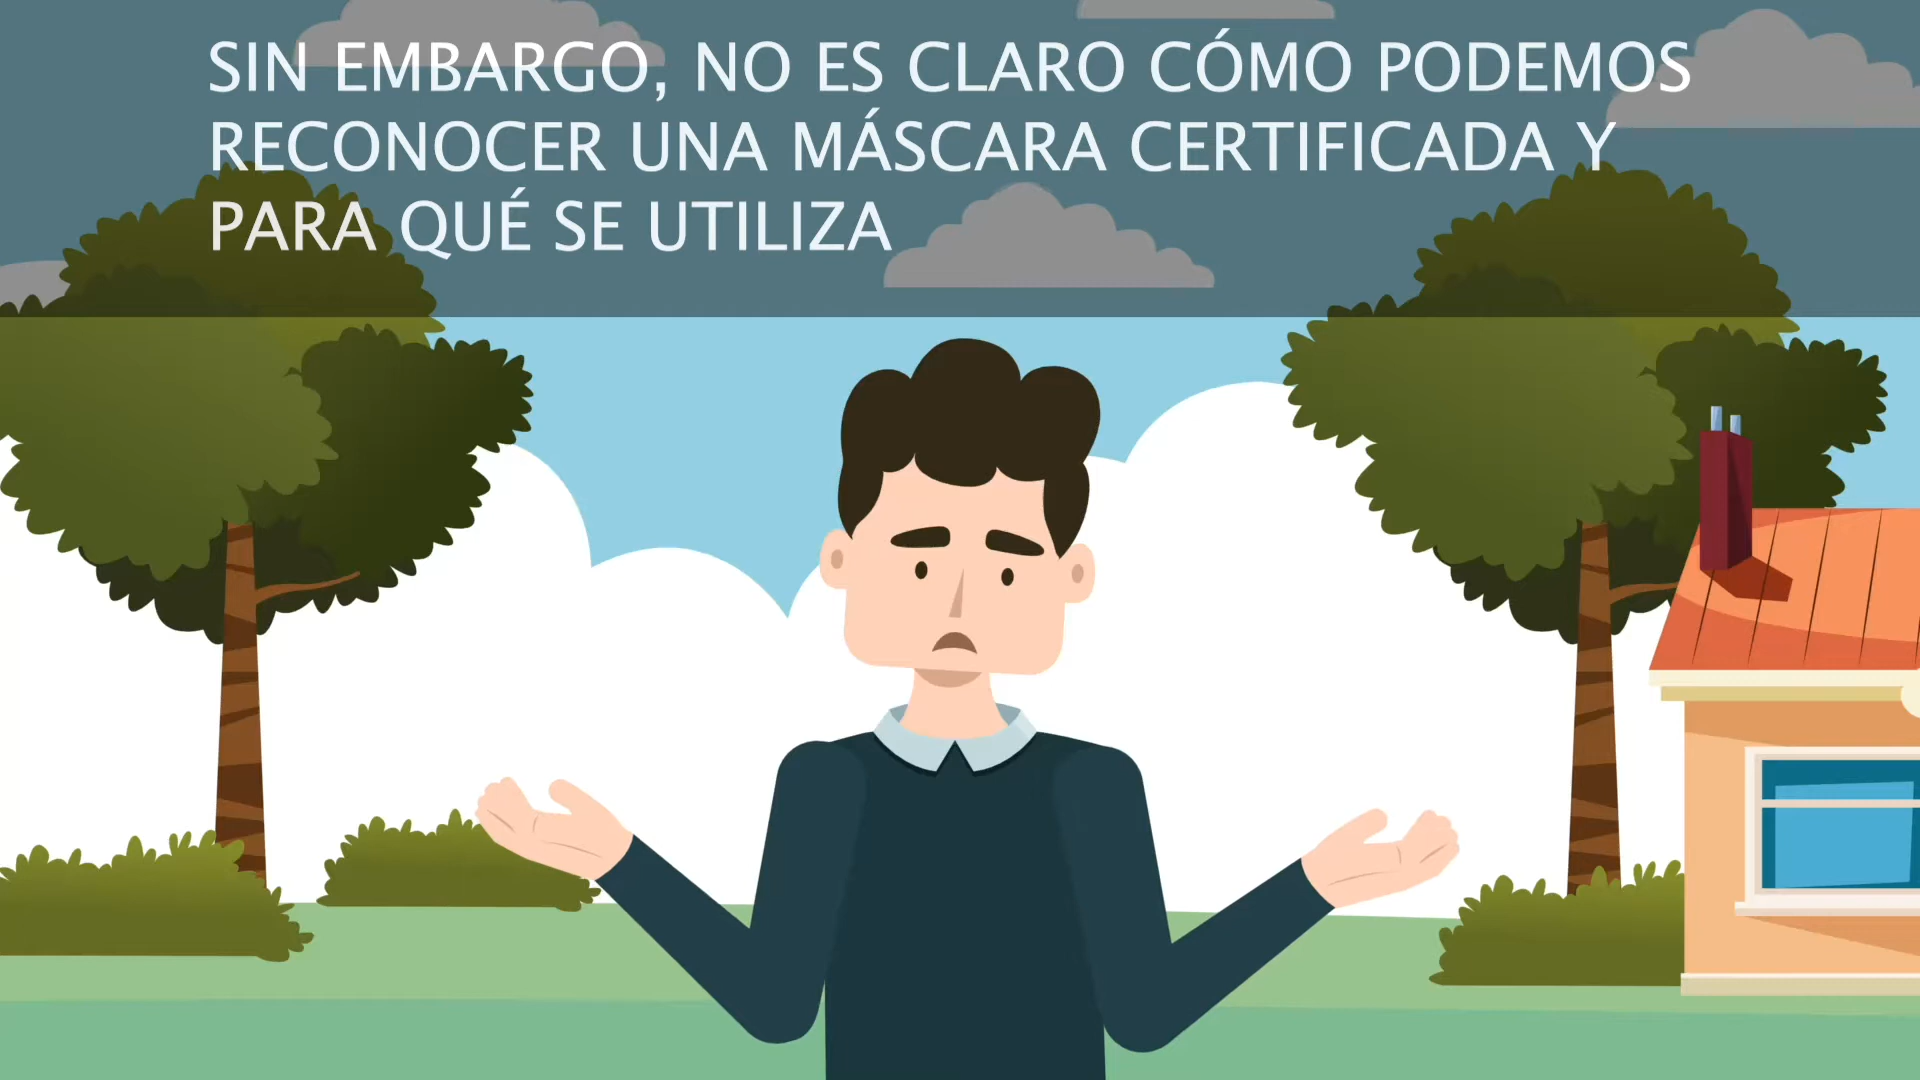 SIN EMBARGO, NO ES CLARO CÓMO PODEMOS
RECONOCER UNA MÁSCARA CERTIFICADA Y
PARA QUÉ SE UTILIZA